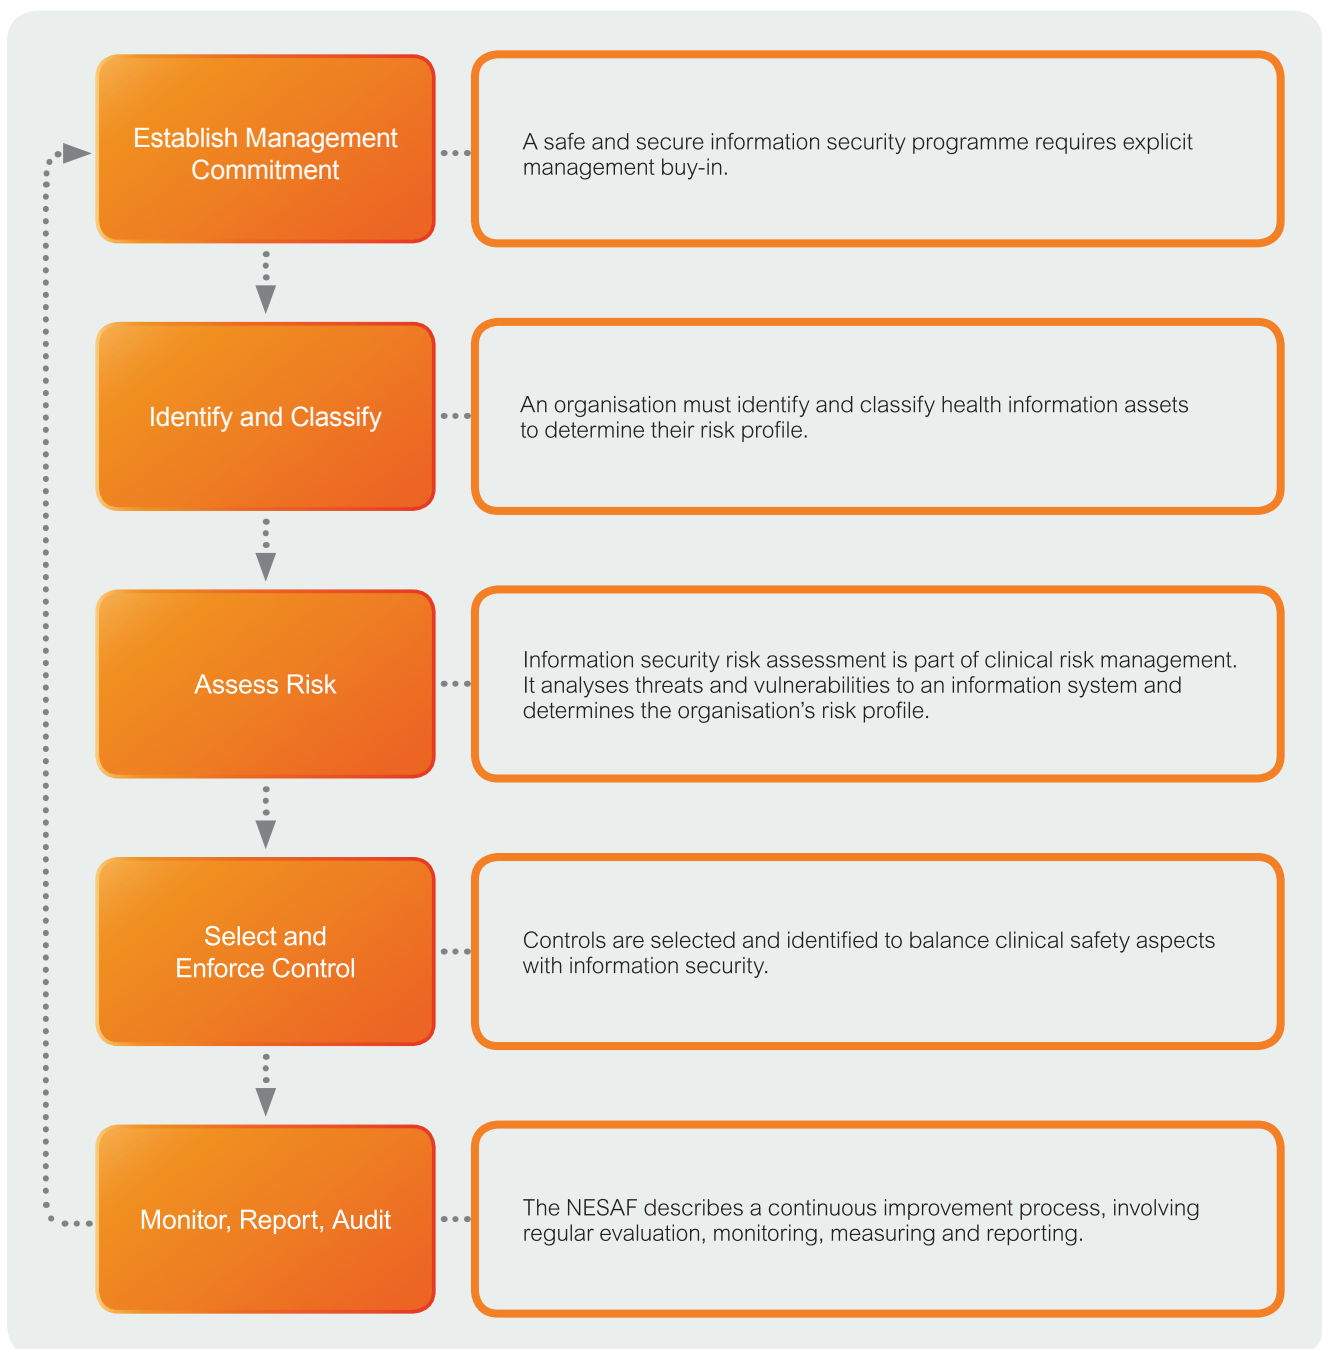 Establish Management
Commitment
A safe and secure information security programme requires explicit
management buy-in.
Identify and Classify
An organisation must identify and classify health information assets
to determine their risk profile.
Assess Risk
Information security risk assessment is part of clinical risk management.
It analyses threats and vulnerabilities to an information system and
determines the organisation’s risk profile.
Select and
Enforce Control
Controls are selected and identified to balance clinical safety aspects
with information security.
Monitor, Report, Audit
The NESAF describes a continuous improvement process, involving
regular evaluation, monitoring, measuring and reporting.